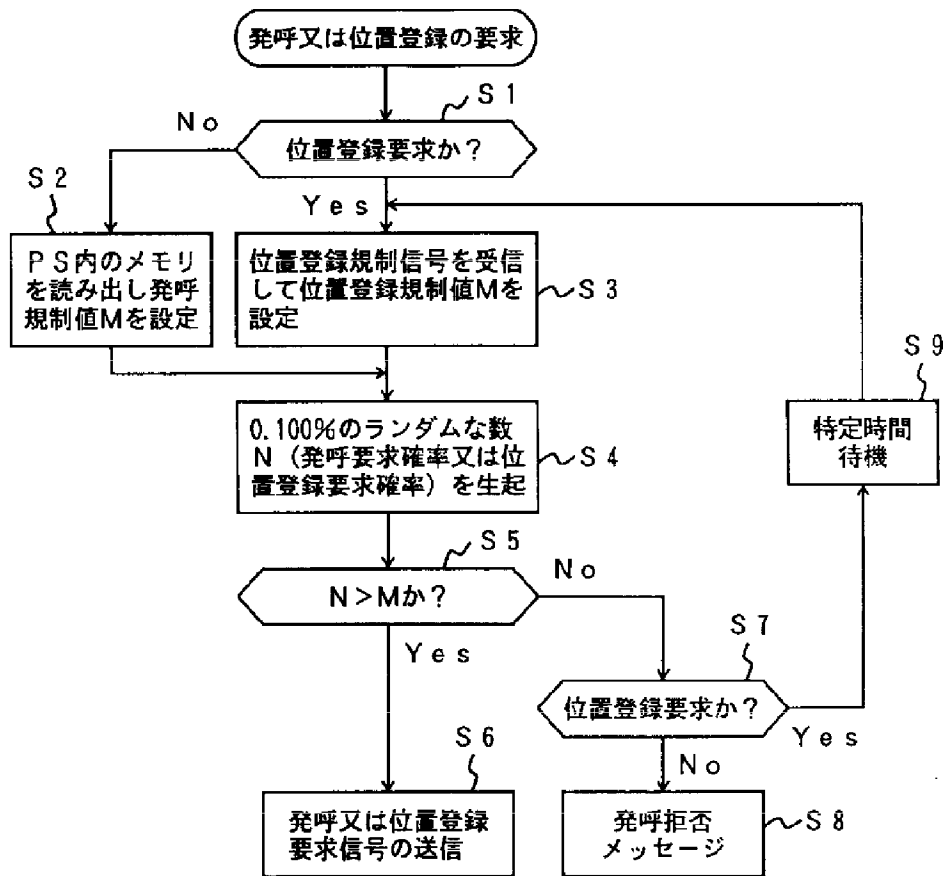 発呼又は位置登録の要求
S1
No
位置登録要求か？
S2
Yes
PS内のメモリ
を読み出し発呼
規制値Mを設定
位置登録規制信号を受信
して位置登録規制値Mを
設定
S3
S9
特定時間
待機
0.100%のランダムな数
N（発呼要求確率又は位
置登録要求確率）を生起
S4
S5
N>Mか？
No
Yes
S7
位置登録要求か？
Yes
No
S6
発呼又は位置登録
要求信号の送信
発呼拒否
メッセージ
S8